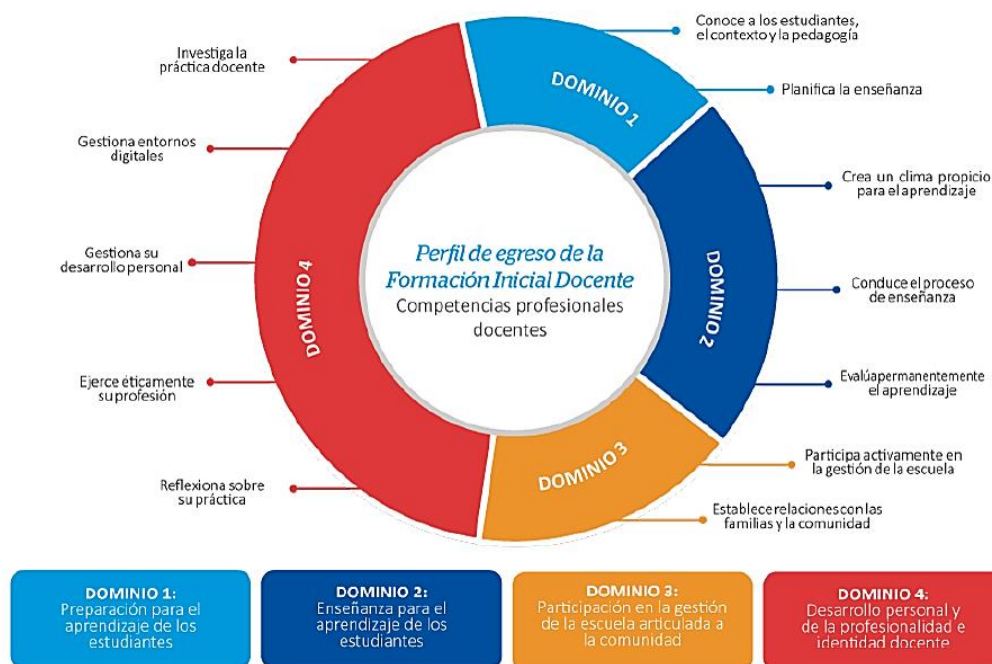 Conoce a los estudiantes,
el contexto y la pedagogía
Planifica la enseñanza
Crea un clima propicio
para el aprendizaje
Conduce el proceso
de enseñanza
Evalúapermanentemente
el aprendizaje
Participa activamente en
la gestión de la escuela
Establece relaciones con las
familias y la comunidad
Reflexiona sobre
su práctica
Ejerce éticamente
su profesión
Gestiona su
desarrollo personal
Gestiona entornos
digitales
Investiga la
práctica docente
DOMINIO 1
DOMINIO 2
DOMINIO 3
DOMINIO 4
Perfil de egreso de la
Formación Inicial Docente
Competencias profesionales
docentes
DOMINIO 1:
Preparación para el
aprendizaje de los
estudiantes
DOMINIO 2:
Enseñanza para el
aprendizaje de los
estudiantes
DOMINIO 3:
Participación en la gestión
de la escuela articulada a
la comunidad
DOMINIO 4:
Desarrollo personal y
de la profesionalidad e
identidad docente